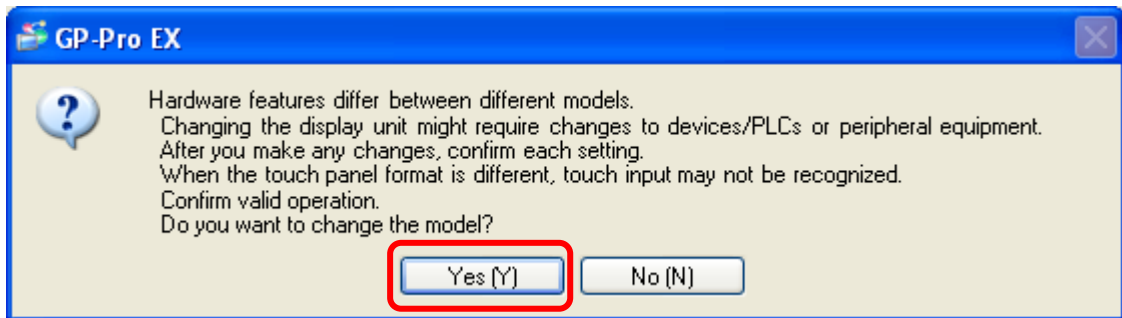 GP-Pro EX
Hardware features differ between different models.
Changing the display unit might require changes to devices/PLCs or peripheral equipment.
After you make any changes, confirm each setting.
When the touch panel format is different, touch input may not be recognized.
Confirm valid operation.
Do you want to change the model?
Yes (Y) No (N)